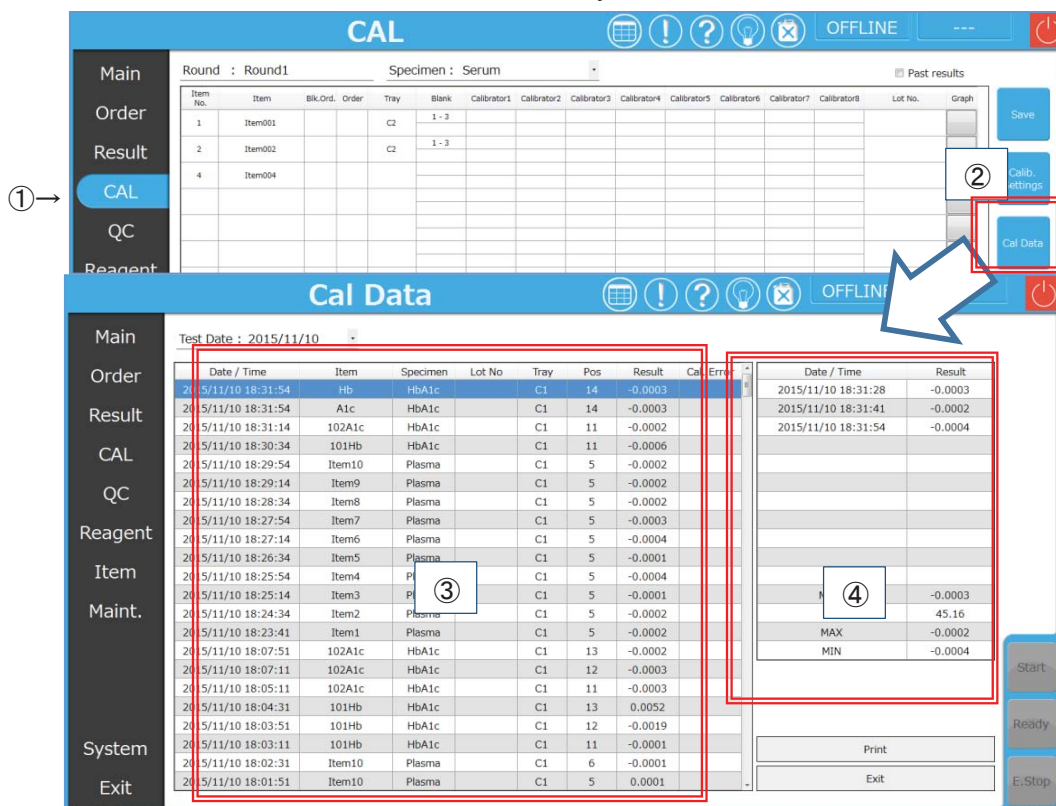 CAL
OFFLINE ---
Main
Order
Result
①→ CAL
QC
Reagent
Round : Round1 Specimen : Serum Past results
Item No. Item Blk.Ord. Order Tray Blank Calibrator1 Calibrator2 Calibrator3 Calibrator4 Calibrator5 Calibrator6 Calibrator7 Calibrator8 Lot No. Graph
1 Item001 C2 1 - 3
2 Item002 C2 1 - 3
4 Item004
Save
②
Calib.
Cal Data
Cal Data
Main
Order
Result
CAL
QC
Reagent
Item
Maint.
System
Exit
Test Date : 2015/11/10
Date / Time Item Specimen Lot No Tray Pos Result Cal. Error
2015/11/10 18:31:54 Hb HbA1c C1 14 -0.0003
2015/11/10 18:31:54 A1c HbA1c C1 14 -0.0003
2015/11/10 18:31:14 102A1c HbA1c C1 11 -0.0002
2015/11/10 18:30:34 101Hb HbA1c C1 11 -0.0006
2015/11/10 18:29:54 Item10 Plasma C1 5 -0.0002
2015/11/10 18:29:14 Item9 Plasma C1 5 -0.0002
2015/11/10 18:28:34 Item8 Plasma C1 5 -0.0002
2015/11/10 18:27:54 Item7 Plasma C1 5 -0.0003
2015/11/10 18:27:14 Item6 Plasma C1 5 -0.0004
2015/11/10 18:26:34 Item5 Plasma C1 5 -0.0001
2015/11/10 18:25:54 Item4 C1 5 -0.0004
2015/11/10 18:25:14 Item3 C1 5 -0.0001
③
2015/11/10 18:24:34 Item2 Plasma C1 5 -0.0002
2015/11/10 18:23:41 Item1 Plasma C1 5 -0.0002
2015/11/10 18:07:51 102A1c HbA1c C1 13 -0.0002
2015/11/10 18:07:11 102A1c HbA1c C1 12 -0.0003
2015/11/10 18:05:11 102A1c HbA1c C1 11 -0.0003
2015/11/10 18:04:31 101Hb HbA1c C1 13 0.0052
2015/11/10 18:03:51 101Hb HbA1c C1 12 -0.0019
2015/11/10 18:03:11 101Hb HbA1c C1 11 -0.0001
2015/11/10 18:02:31 Item10 Plasma C1 6 -0.0001
2015/11/10 18:01:51 Item10 Plasma C1 5 0.0001
Date / Time Result
2015/11/10 18:31:28 -0.0003
2015/11/10 18:31:41 -0.0002
2015/11/10 18:31:54 -0.0004
④
-0.0003
45.16
MAX -0.0002
MIN -0.0004
Print
Exit
Start
Ready
E.Stop